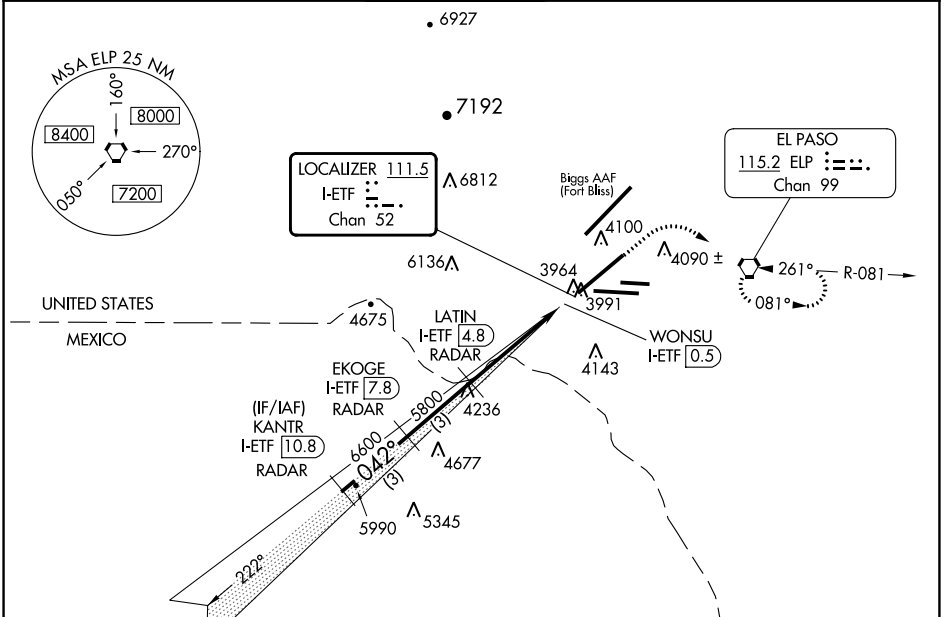 6927
MSA ELP 25 NM
160°
8400
8000
270°
050°
7200
7192
LOCALIZER 111.5
I-ETF
Chan 52
6812
Biggs AAF
(Fort Bliss)
4100
EL PASO
115.2 ELP
Chan 99
4090 ±
261°
R-081
081°
6136
3964
3991
UNITED STATES
MEXICO
4675
LATIN
I-ETF 4.8
RADAR
WONSU
I-ETF 0.5
4143
EKOGE
I-ETF 7.8
RADAR
5800
(3)
4236
(IF/IAF)
KANTR
I-ETF 10.8
RADAR
6600
042°
(3)
4677
5990
5345
222°